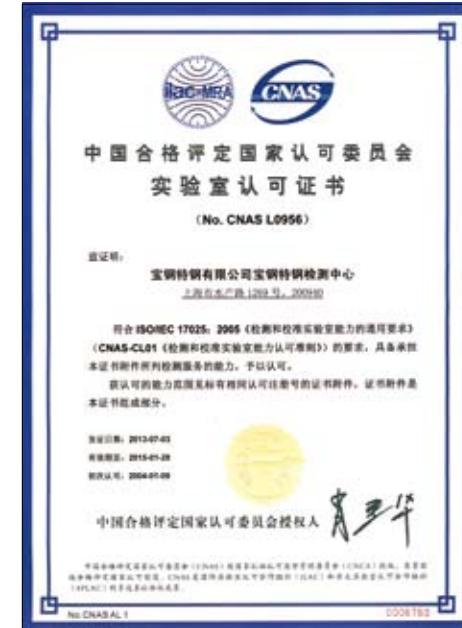 ilac-MRA
CNAS
中国合格评定国家认可委员会
实验室认可证书
（No. CNAS L0956）
兹证明：
宝钢特钢有限公司宝钢特钢检测中心
上海市水产路 1269 号，200940
符合 ISO/IEC 17025：2005《检测和校准实验室能力的通用要求》
（CNAS-CL01《检测和校准实验室能力认可准则》）的要求，具备承担
本证书附件所列检测服务的能力，予以认可。
获认可的能力范围见标有相同认可注册号的证书附件，证书附件是
本证书组成部分。
发证日期：2013-07-03
有效期至：2015-01-28
初次认可：2004-01-09
中国合格评定国家认可委员会授权人
No.CNAS AL 1